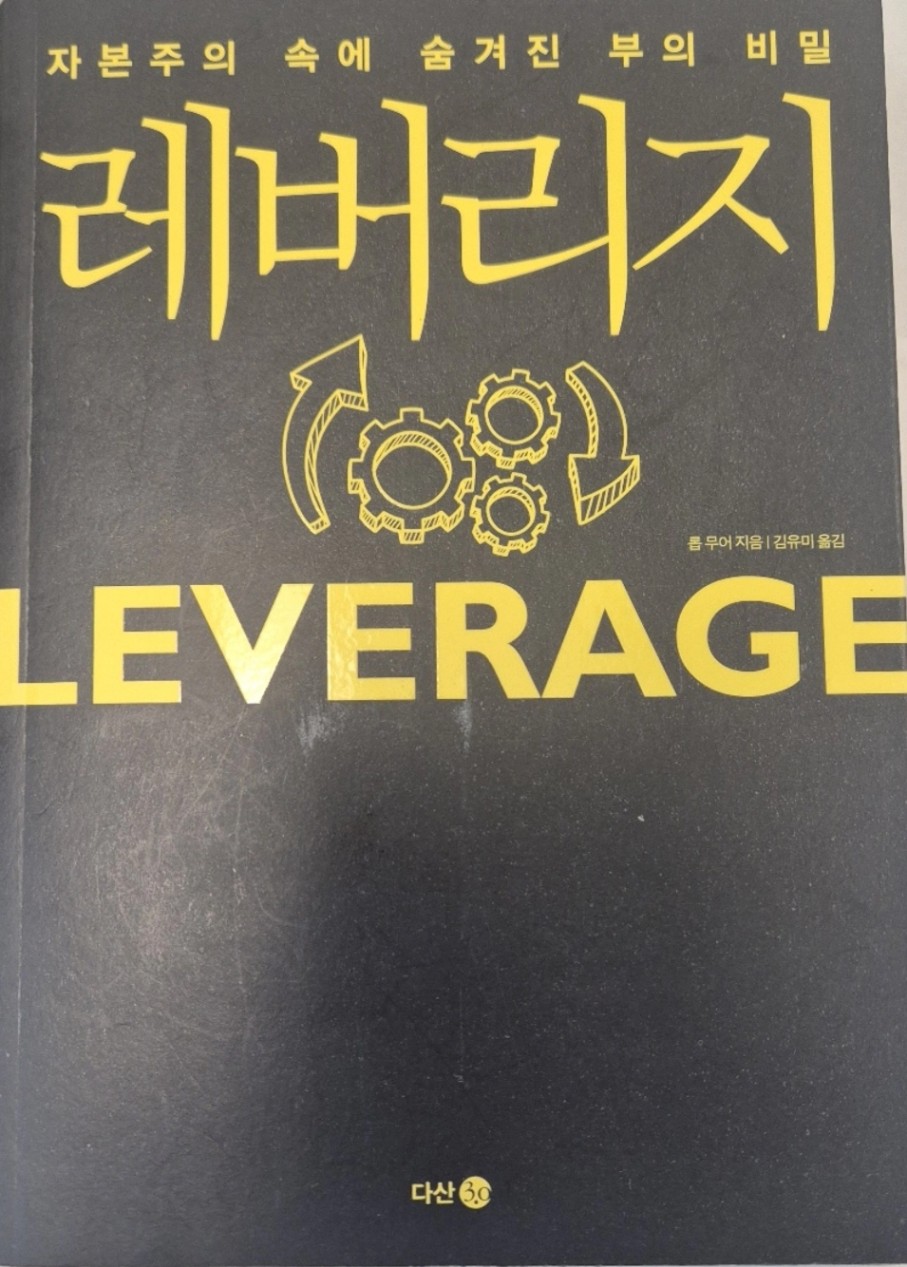 자본주의 속에 숨겨진 부의 비밀
레버리지
롭 무어 지음 | 김유미 옮김
LEVERAGE
다산 3.0